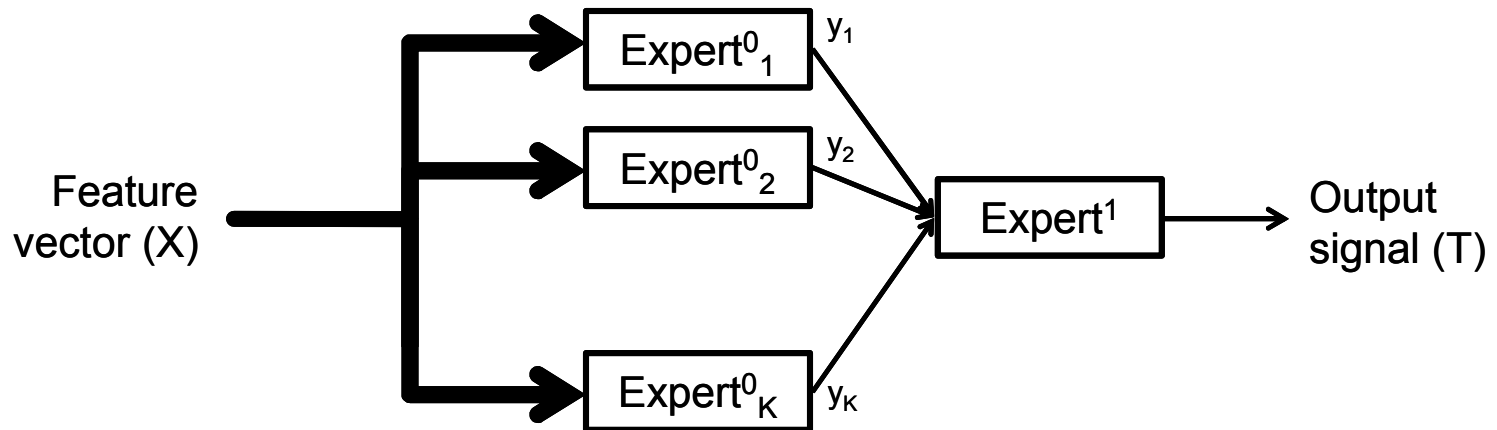 Feature
vector (X)
Expert⁰₁
y₁
Expert⁰₂
y₂
Expert⁰K
yK
Expert¹
Output
signal (T)